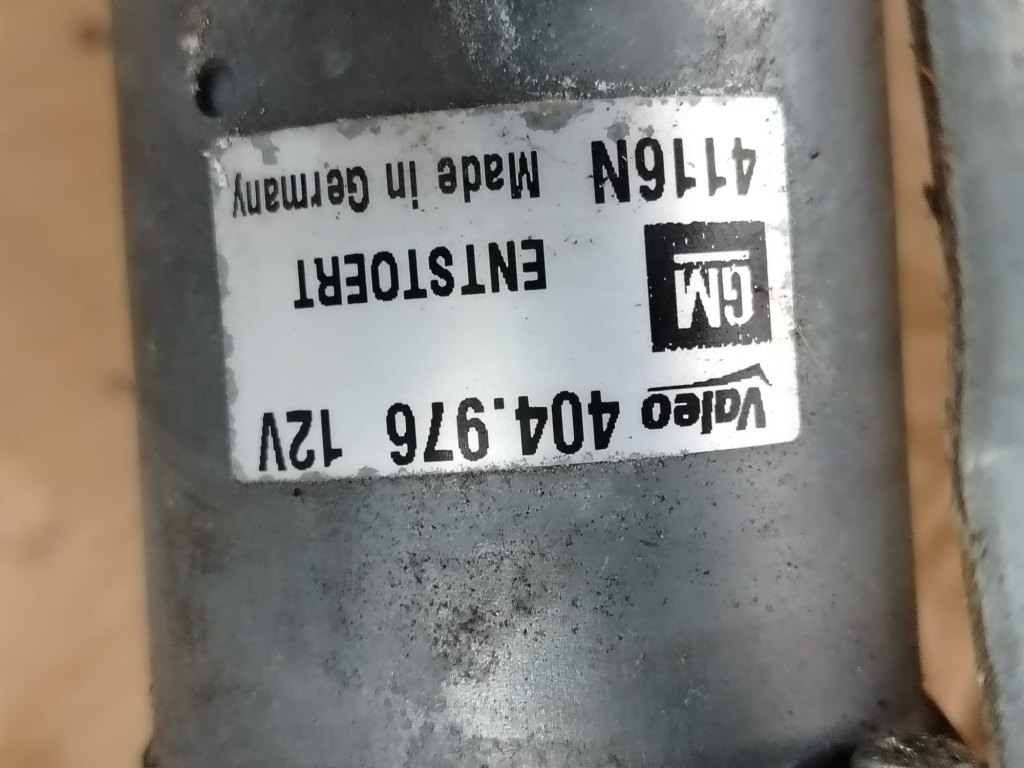 Valeo 404.976 12V
GM ENTSTOERT
4116N Made in Germany